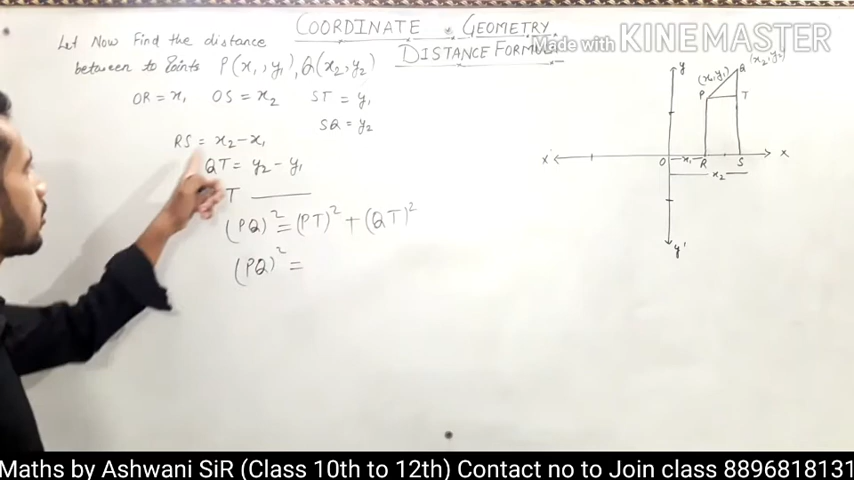 COORDINATE GEOMETRY
DISTANCE FORMU
Made with KINEMASTER
Let Now Find the distance
between to Points P(x₁, y₁), Q(x₂, y₂)
OR = x₁ OS = x₂ ST = y₁
SQ = y₂
RS = x₂ - x₁
QT = y₂ - y₁
T
(PQ)² = (PT)² + (QT)²
(PQ)² =
y
(x₁, y₁) Q (x₂, y₂)
P T
x' O x₁ R S x
x₂
y'
Maths by Ashwani SiR (Class 10th to 12th) Contact no to Join class 8896818131